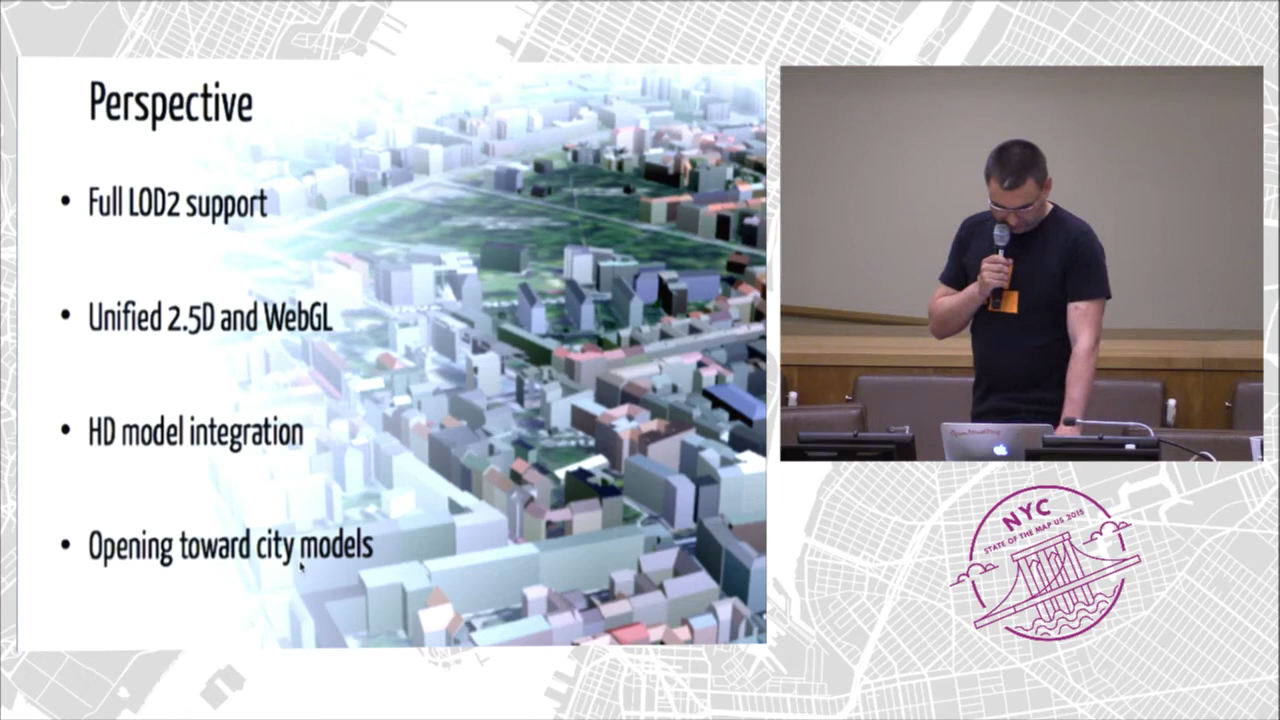 Perspective
• Full LOD2 support
• Unified 2.5D and WebGL
• HD model integration
• Opening toward city models
NYC
STATE OF THE MAP US 2015